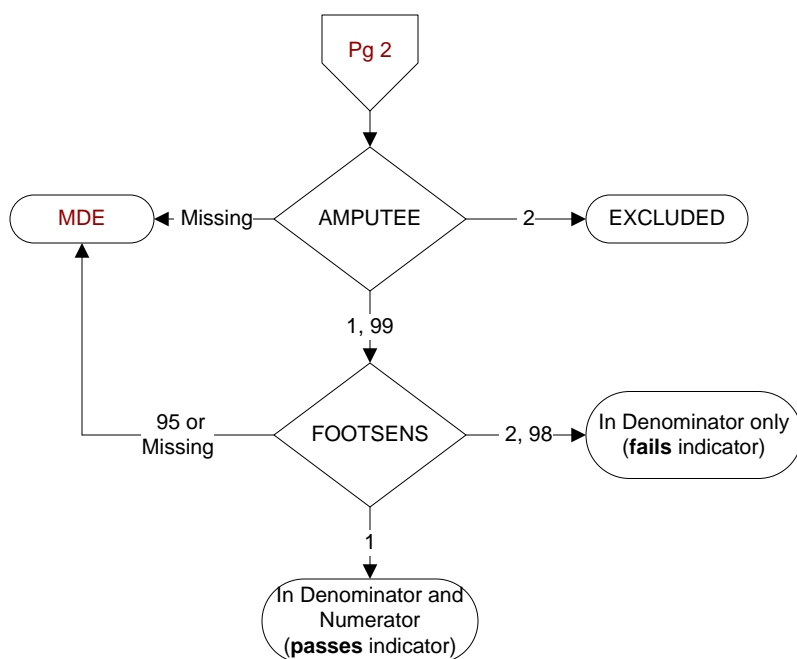 Pg 2
MDE
Missing
AMPUTEE
2
EXCLUDED
1, 99
95 or
Missing
FOOTSENS
2, 98
In Denominator only
(fails indicator)
1
In Denominator and
Numerator
(passes indicator)